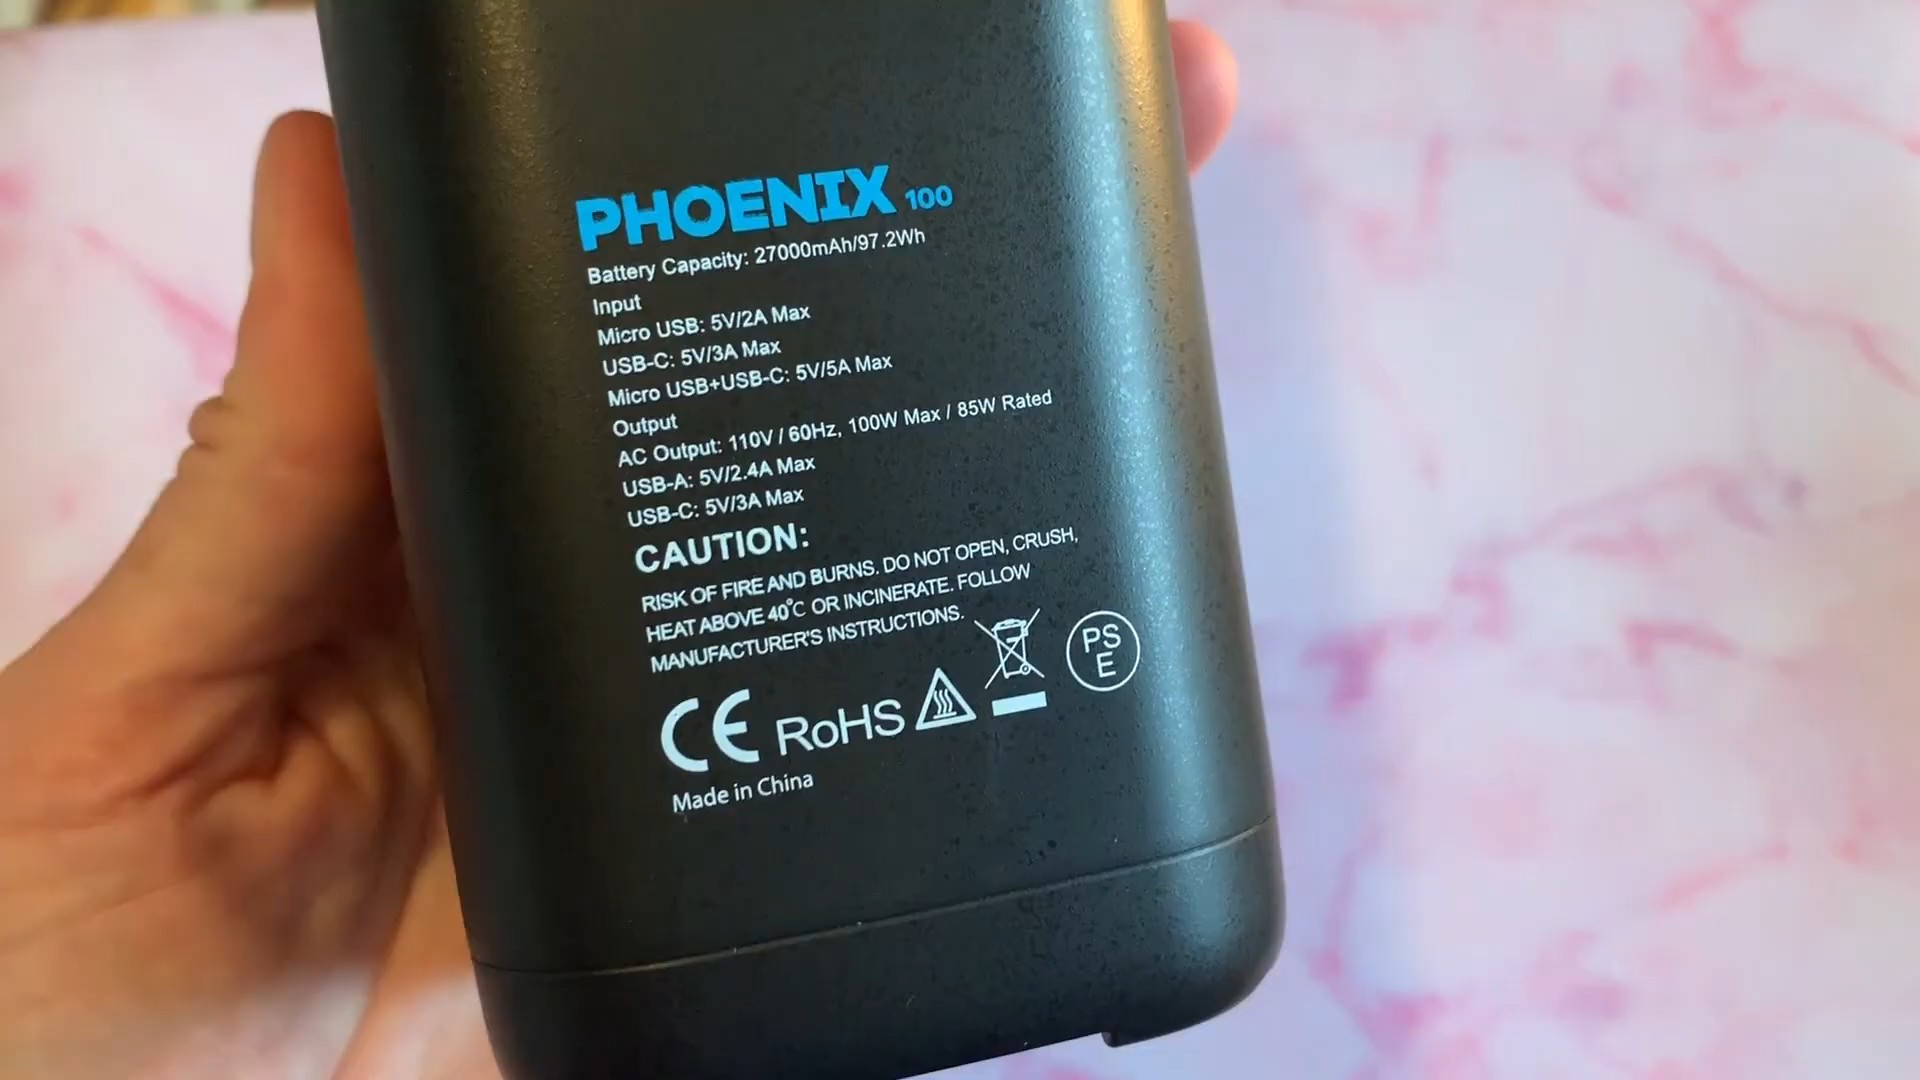 PHOENIX 100
Battery Capacity: 27000mAh/97.2Wh
Input
Micro USB: 5V/2A Max
USB-C: 5V/3A Max
Micro USB+USB-C: 5V/5A Max
Output
AC Output: 110V / 60Hz, 100W Max / 85W Rated
USB-A: 5V/2.4A Max
USB-C: 5V/3A Max
CAUTION:
RISK OF FIRE AND BURNS. DO NOT OPEN, CRUSH,
HEAT ABOVE 40℃ OR INCINERATE. FOLLOW
MANUFACTURER'S INSTRUCTIONS.
PS
E
CE RoHS
Made in China